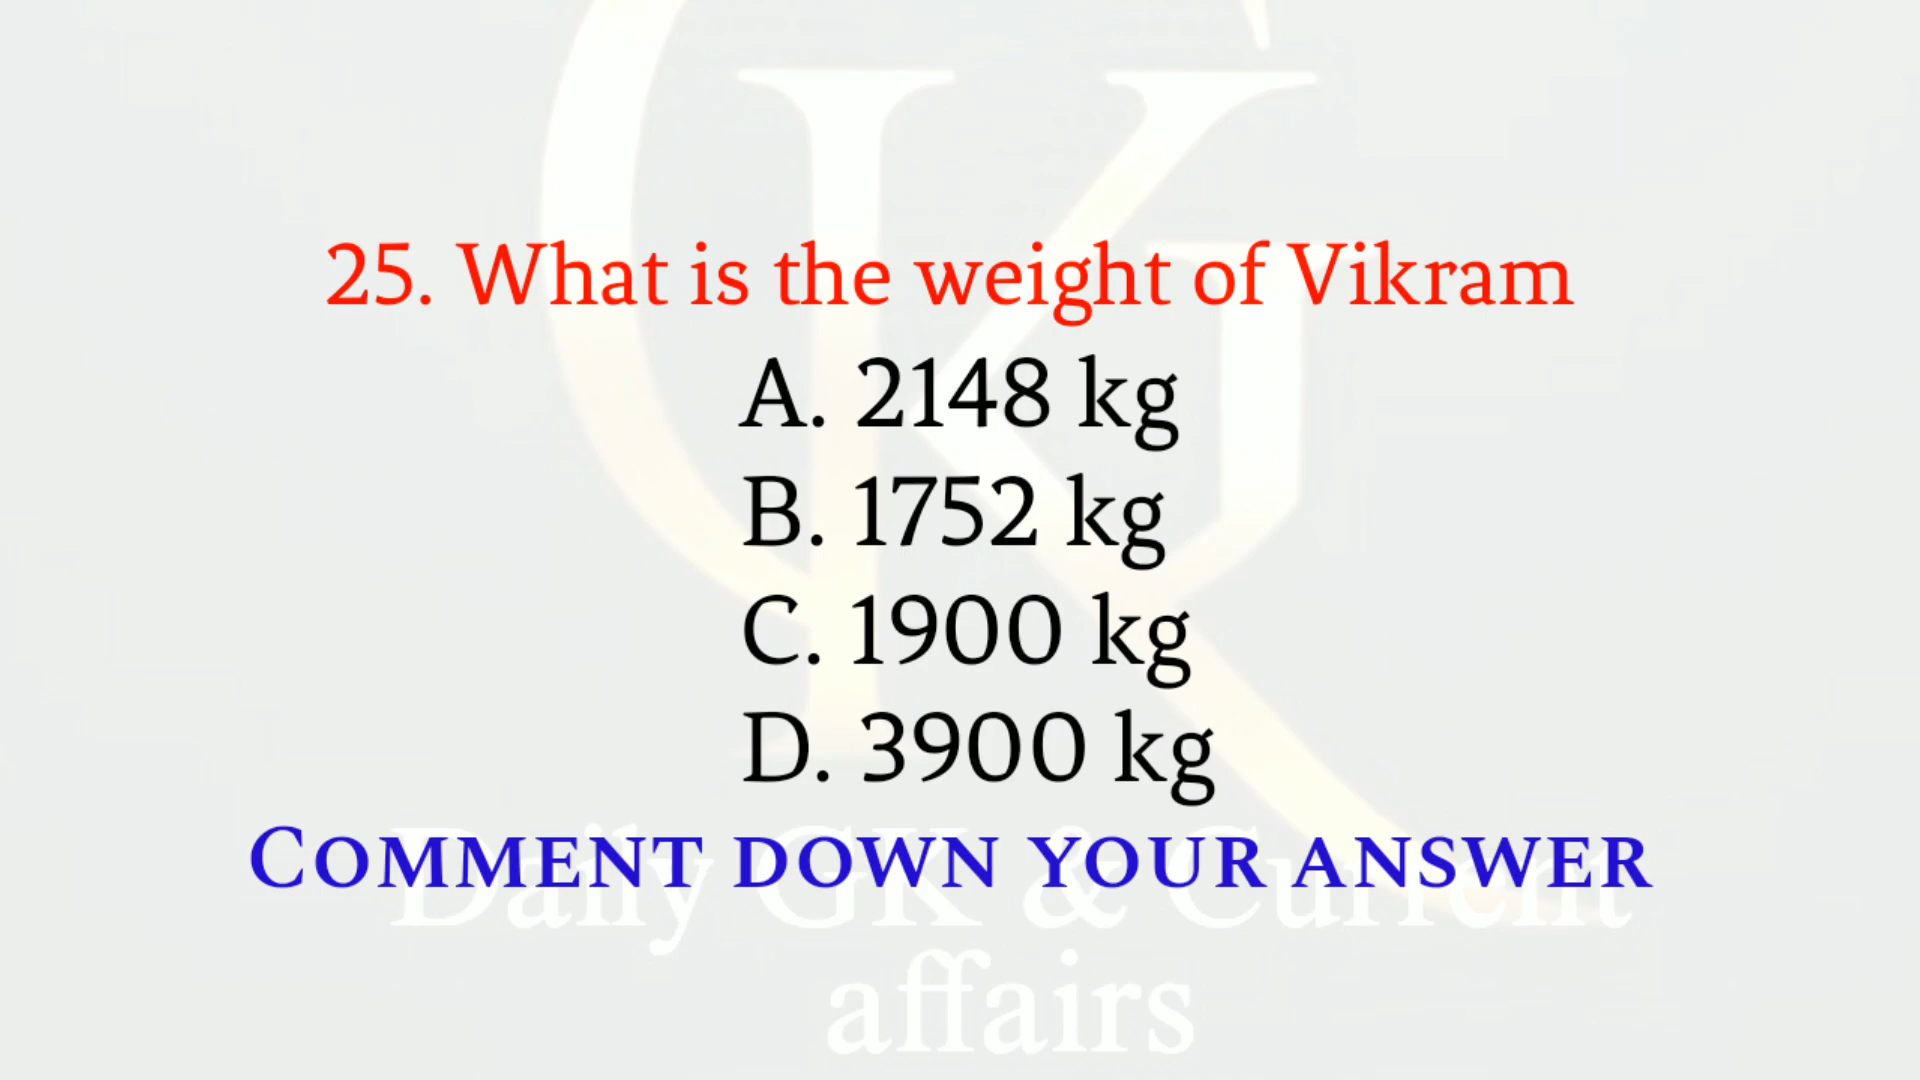 25. What is the weight of Vikram
A. 2148 kg
B. 1752 kg
C. 1900 kg
D. 3900 kg
COMMENT DOWN YOUR ANSWER
Daily GK & Current
affairs